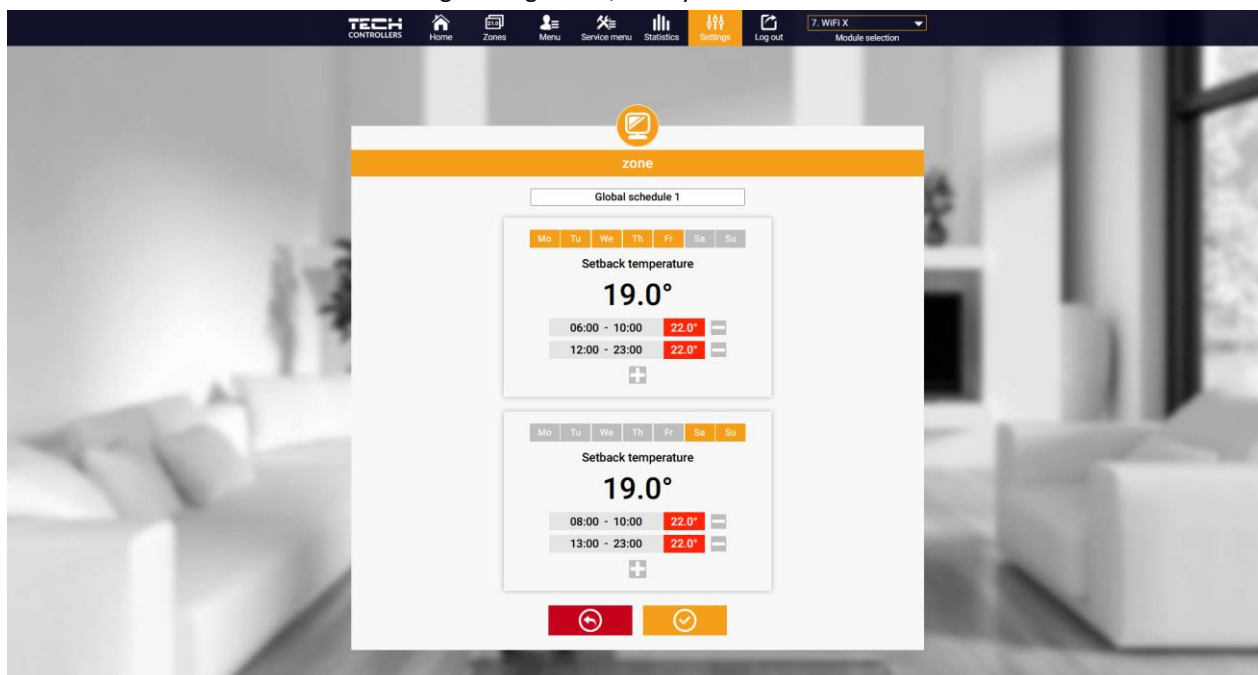 TECH CONTROLLERS
Home
21.0
Zones
Menu
Service menu
Statistics
Settings
Log out
7. WiFI X
Module selection
zone
Global schedule 1
Mo Tu We Th Fr Sa Su
Setback temperature
19.0°
06:00 - 10:00 22.0°
12:00 - 23:00 22.0°
Mo Tu We Th Fr Sa Su
Setback temperature
19.0°
08:00 - 10:00 22.0°
13:00 - 23:00 22.0°